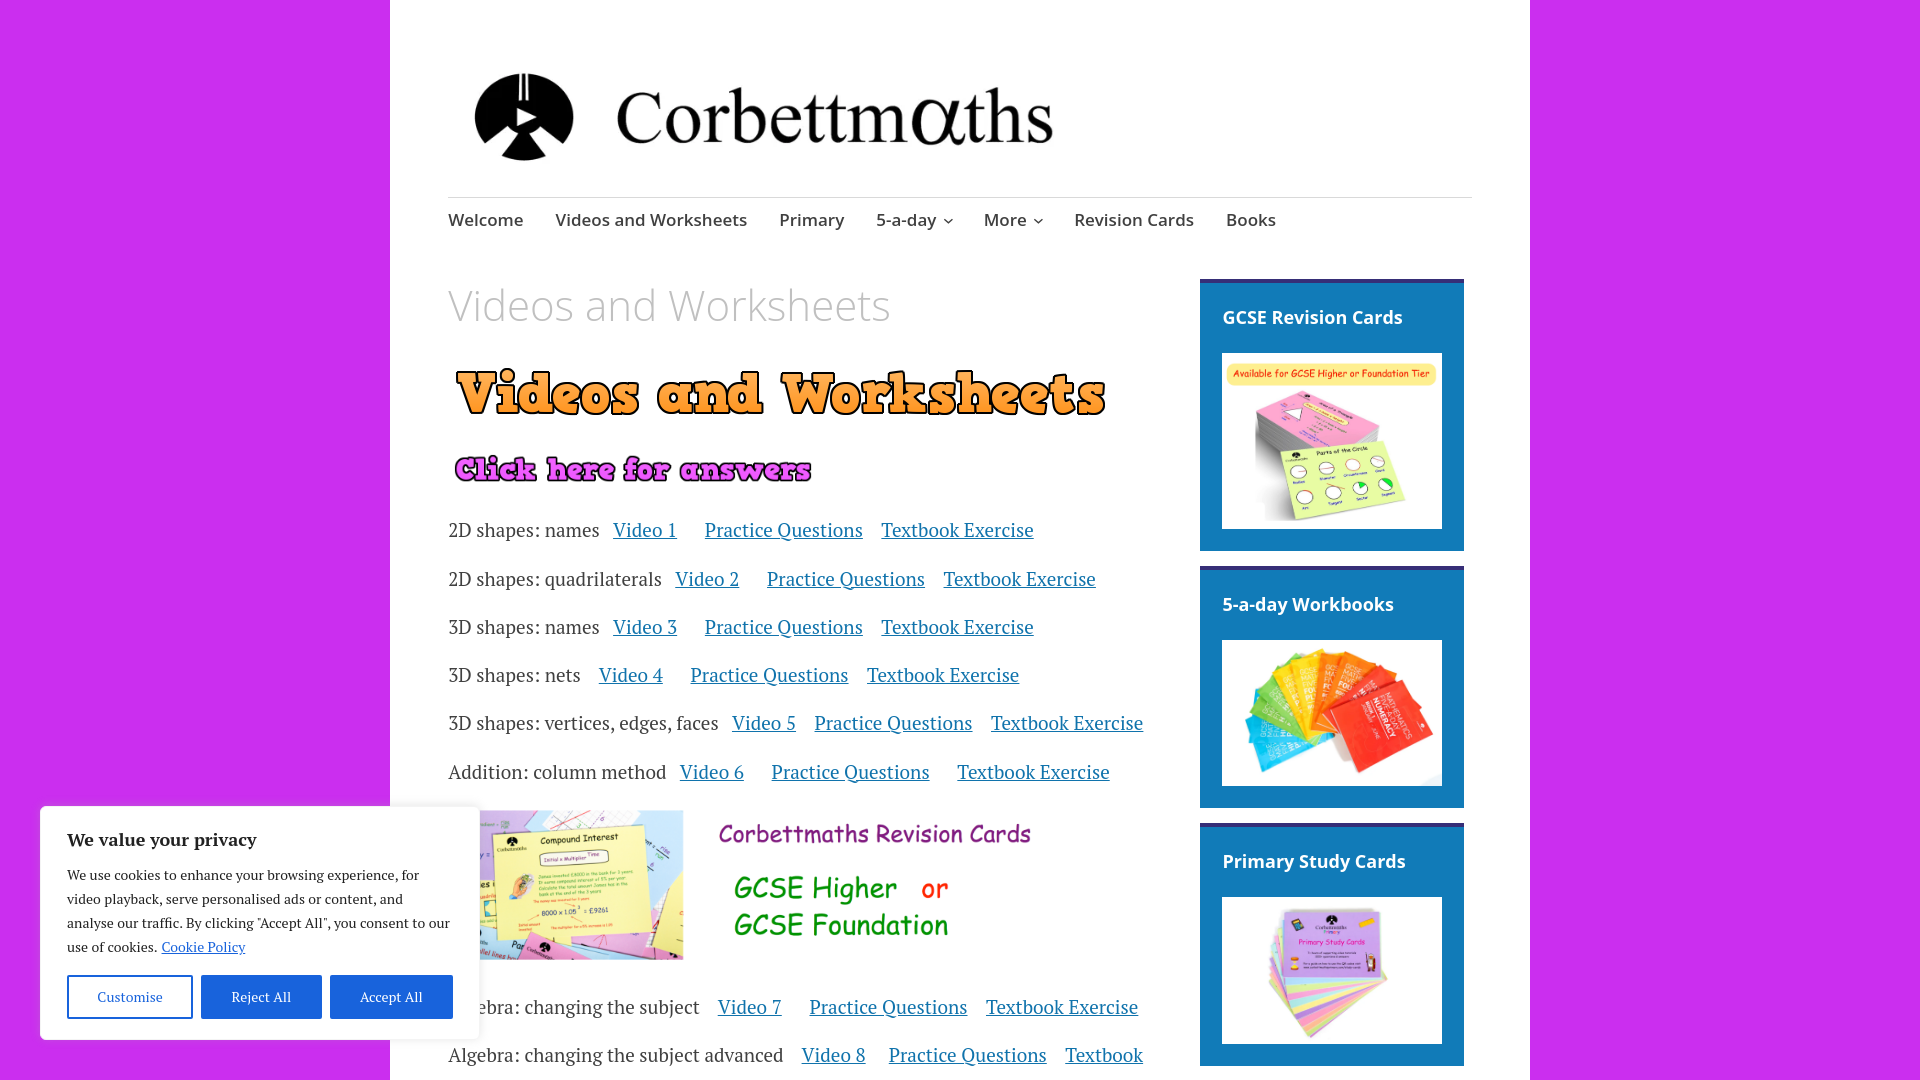 Corbettmαths
Welcome Videos and Worksheets Primary 5-a-day More Revision Cards Books
Videos and Worksheets
Videos and Worksheets
Click here for answers
2D shapes: names Video 1 Practice Questions Textbook Exercise
2D shapes: quadrilaterals Video 2 Practice Questions Textbook Exercise
3D shapes: names Video 3 Practice Questions Textbook Exercise
3D shapes: nets Video 4 Practice Questions Textbook Exercise
3D shapes: vertices, edges, faces Video 5 Practice Questions Textbook Exercise
Addition: column method Video 6 Practice Questions Textbook Exercise
Compound Interest
Corbettmaths Revision Cards
GCSE Higher or
GCSE Foundation
ebra: changing the subject Video 7 Practice Questions Textbook Exercise
Algebra: changing the subject advanced Video 8 Practice Questions Textbook
GCSE Revision Cards
Available for GCSE Higher or Foundation Tier
Parts of the Circle
5-a-day Workbooks
MATHEMATICS
FIVE-A-DAY
NUMERACY
Primary Study Cards
Primary Study Cards
We value your privacy
We use cookies to enhance your browsing experience, for
video playback, serve personalised ads or content, and
analyse our traffic. By clicking "Accept All", you consent to our
use of cookies. Cookie Policy
Customise Reject All Accept All